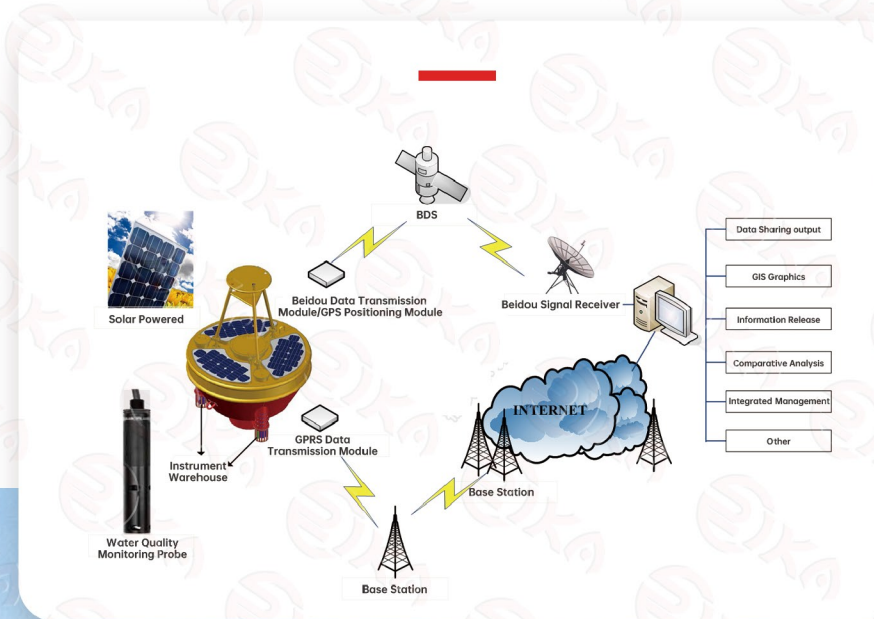 BDS
Solar Powered
Beidou Data Transmission
Module/GPS Positioning Module
Beidou Signal Receiver
Data Sharing output
GIS Graphics
Information Release
Comparative Analysis
Integrated Management
Other
INTERNET
GPRS Data
Transmission Module
Instrument
Warehouse
Base Station
Water Quality
Monitoring Probe
Base Station